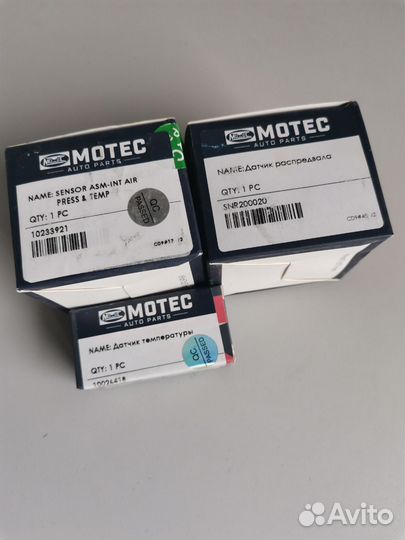 MOTEC
AUTO PARTS
NAME: SENSOR ASM-INT AIR
PRESS & TEMP
QTY: 1 PC
10233921
QC
PASSED
MOTEC
AUTO PARTS
NAME: Датчик распредвала
QTY: 1 PC
SNR200020
MOTEC
AUTO PARTS
NAME: Датчик температуры
QTY: 1 PC
QC
PASSED
Avito